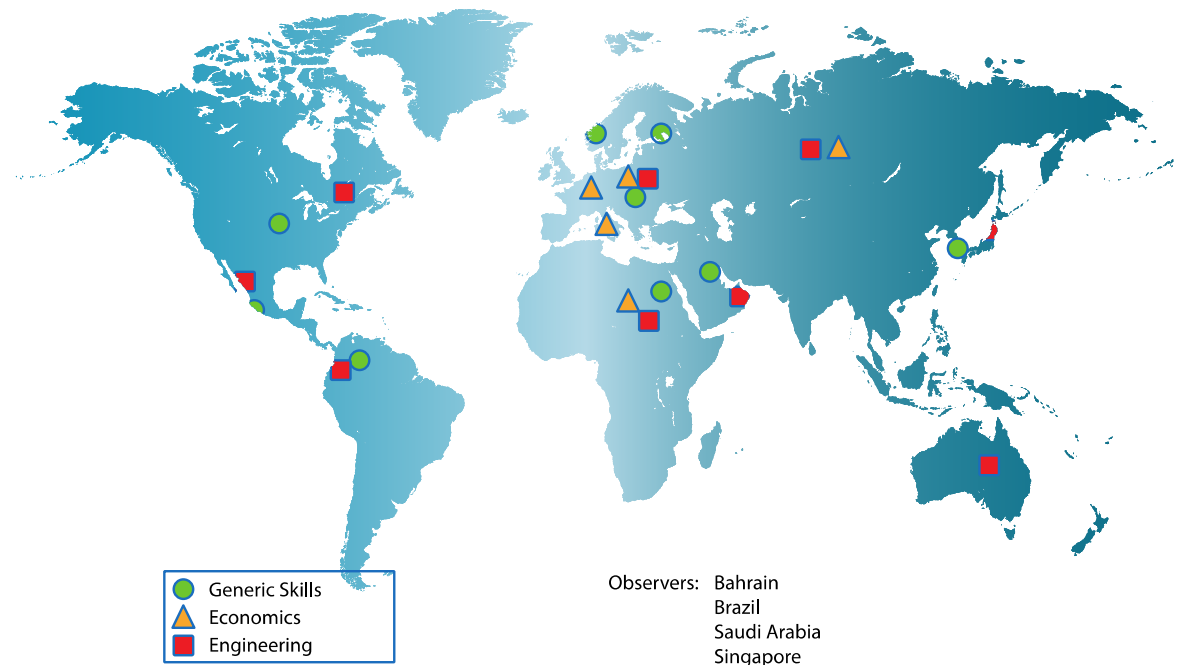 Generic Skills
Economics
Engineering
Observers: Bahrain
Brazil
Saudi Arabia
Singapore